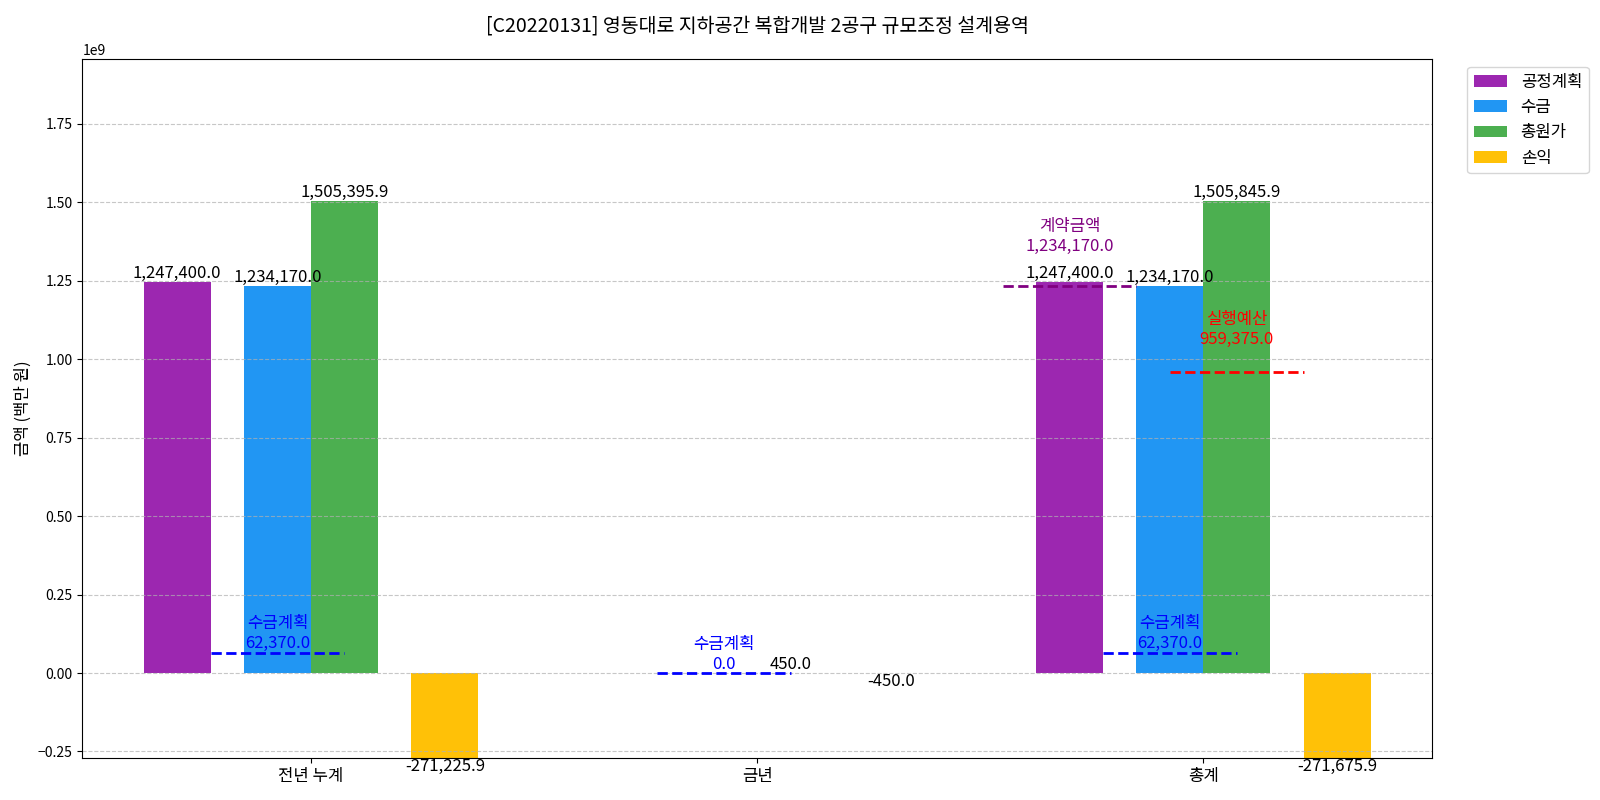 [C20220131] 영동대로 지하공간 복합개발 2공구 규모조정 설계용역
1e9
공정계획
수금
총원가
손익
금액 (백만 원)
1.75
1.50
1.25
1.00
0.75
0.50
0.25
0.00
−0.25
1,247,400.0
1,234,170.0
1,505,395.9
수금계획
62,370.0
-271,225.9
수금계획
0.0
450.0
-450.0
계약금액
1,234,170.0
1,247,400.0
1,234,170.0
1,505,845.9
실행예산
959,375.0
수금계획
62,370.0
-271,675.9
전년 누계
금년
총계